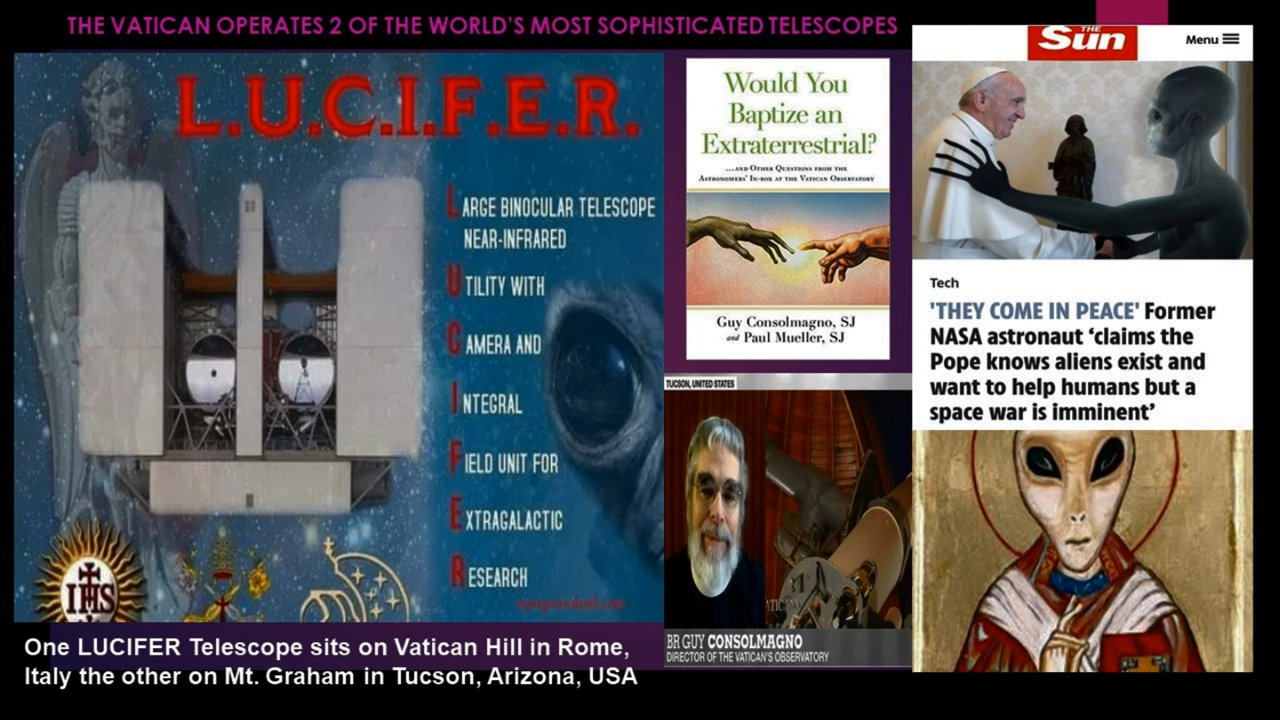 THE VATICAN OPERATES 2 OF THE WORLD'S MOST SOPHISTICATED TELESCOPES
L.U.C.I.F.E.R.
LARGE BINOCULAR TELESCOPE
NEAR-INFRARED
UTILITY WITH
CAMERA AND
INTEGRAL
FIELD UNIT FOR
EXTRAGALACTIC
RESEARCH
IHS
One LUCIFER Telescope sits on Vatican Hill in Rome,
Italy the other on Mt. Graham in Tucson, Arizona, USA
Would You
Baptize an
Extraterrestrial?
...AND OTHER QUESTIONS FROM THE
ASTRONOMERS' IN-BOX AT THE VATICAN OBSERVATORY
Guy Consolmagno, SJ
and Paul Mueller, SJ
TUCSON, UNITED STATES
BR GUY CONSOLMAGNO
DIRECTOR OF THE VATICAN'S OBSERVATORY
THE
Sun
Menu
Tech
'THEY COME IN PEACE' Former
NASA astronaut ‘claims the
Pope knows aliens exist and
want to help humans but a
space war is imminent’